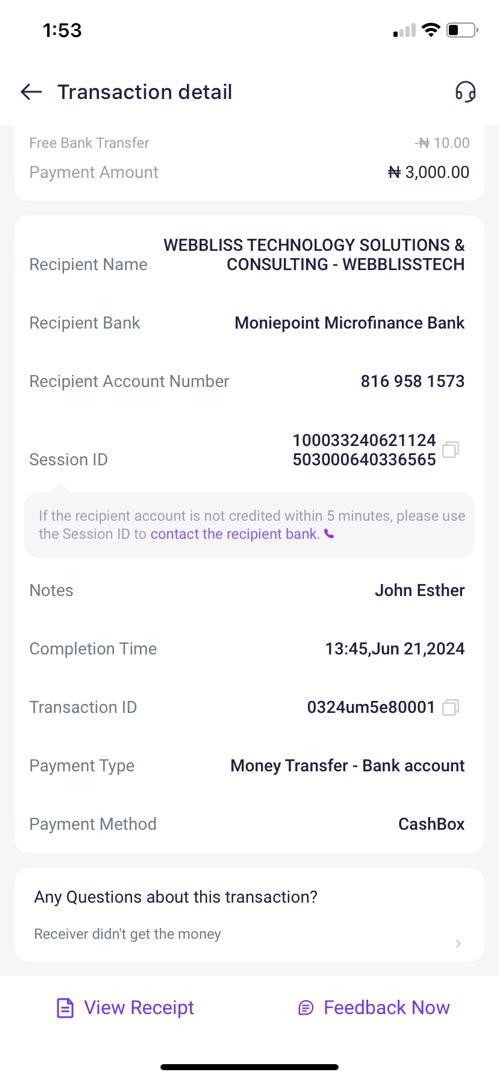 1:53
Transaction detail
Free Bank Transfer -₦ 10.00
Payment Amount ₦ 3,000.00
WEBBLISS TECHNOLOGY SOLUTIONS &
Recipient Name CONSULTING - WEBBLISSTECH
Recipient Bank Moniepoint Microfinance Bank
Recipient Account Number 816 958 1573
100033240621124
Session ID 503000640336565
If the recipient account is not credited within 5 minutes, please use
the Session ID to contact the recipient bank.
Notes John Esther
Completion Time 13:45,Jun 21,2024
Transaction ID 0324um5e80001
Payment Type Money Transfer - Bank account
Payment Method CashBox
Any Questions about this transaction?
Receiver didn't get the money
View Receipt Feedback Now